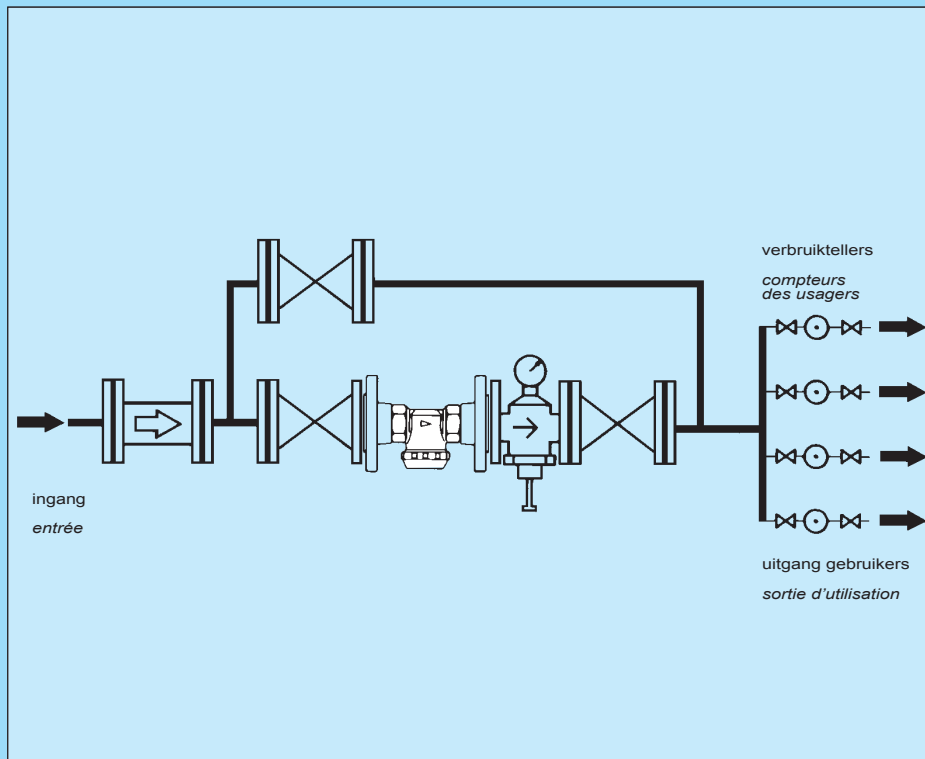 verbruiktellers
compteurs
des usagers
ingang
entrée
uitgang gebruikers
sortie d'utilisation